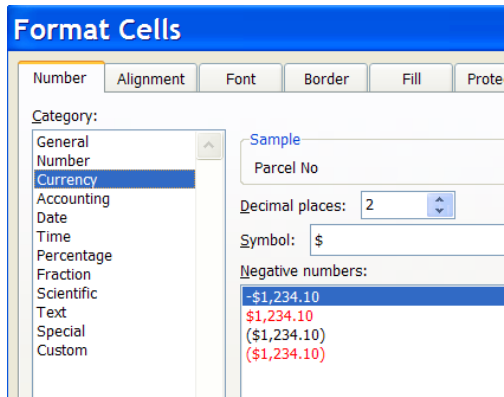 Format Cells
Number Alignment Font Border Fill Prote
Category:
General
Number
Currency
Accounting
Date
Time
Percentage
Fraction
Scientific
Text
Special
Custom
Sample
Parcel No
Decimal places: 2
Symbol: $
Negative numbers:
-$1,234.10
$1,234.10
($1,234.10)
($1,234.10)